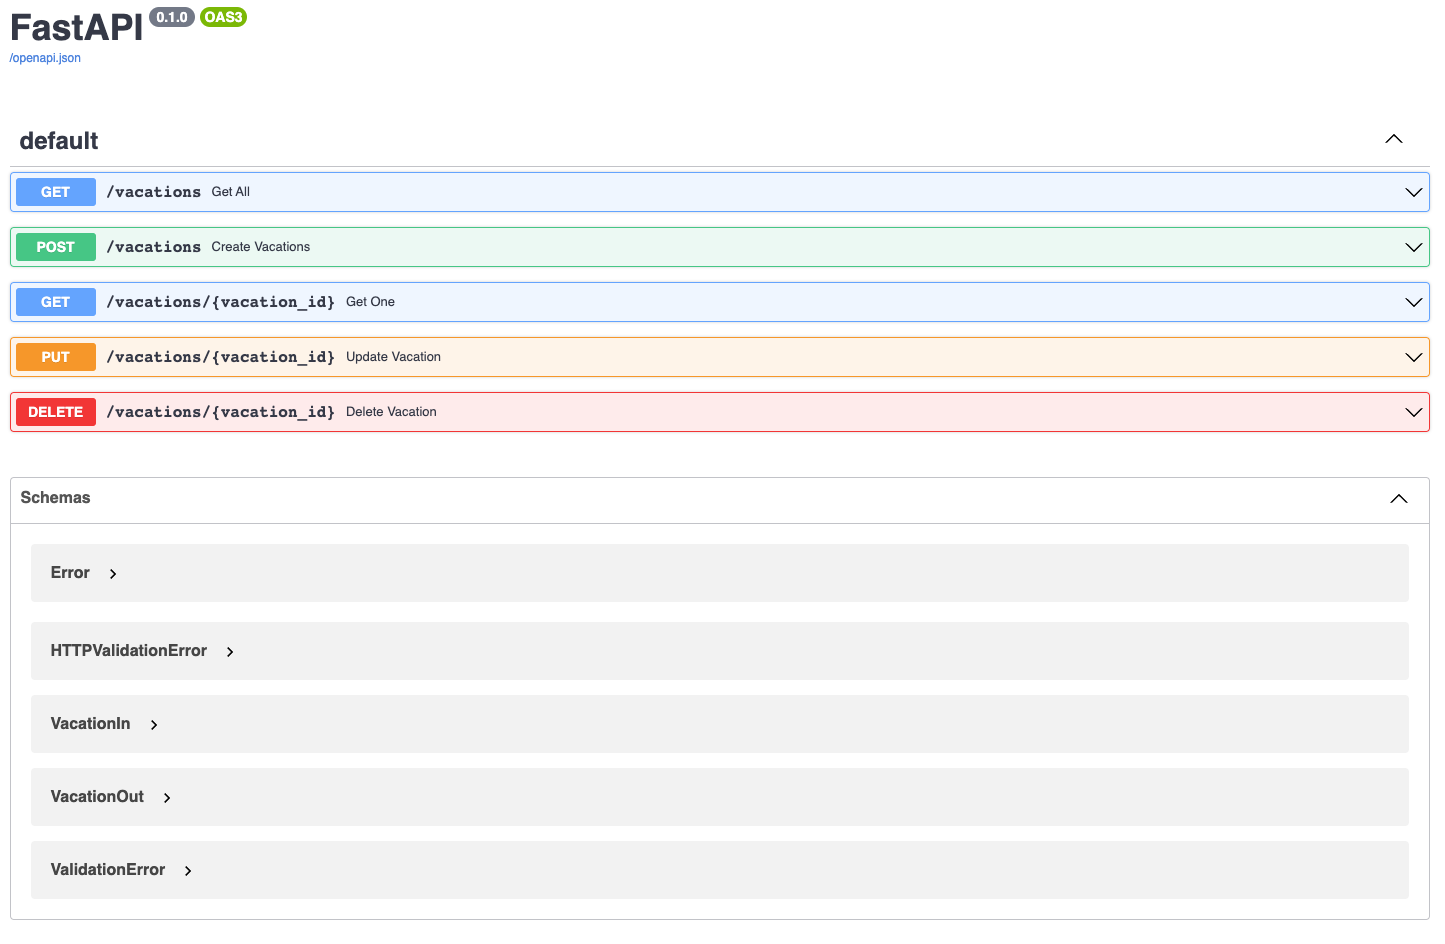 FastAPI 0.1.0 OAS3
/openapi.json
default
GET /vacations Get All
POST /vacations Create Vacations
GET /vacations/{vacation_id} Get One
PUT /vacations/{vacation_id} Update Vacation
DELETE /vacations/{vacation_id} Delete Vacation
Schemas
Error
HTTPValidationError
VacationIn
VacationOut
ValidationError